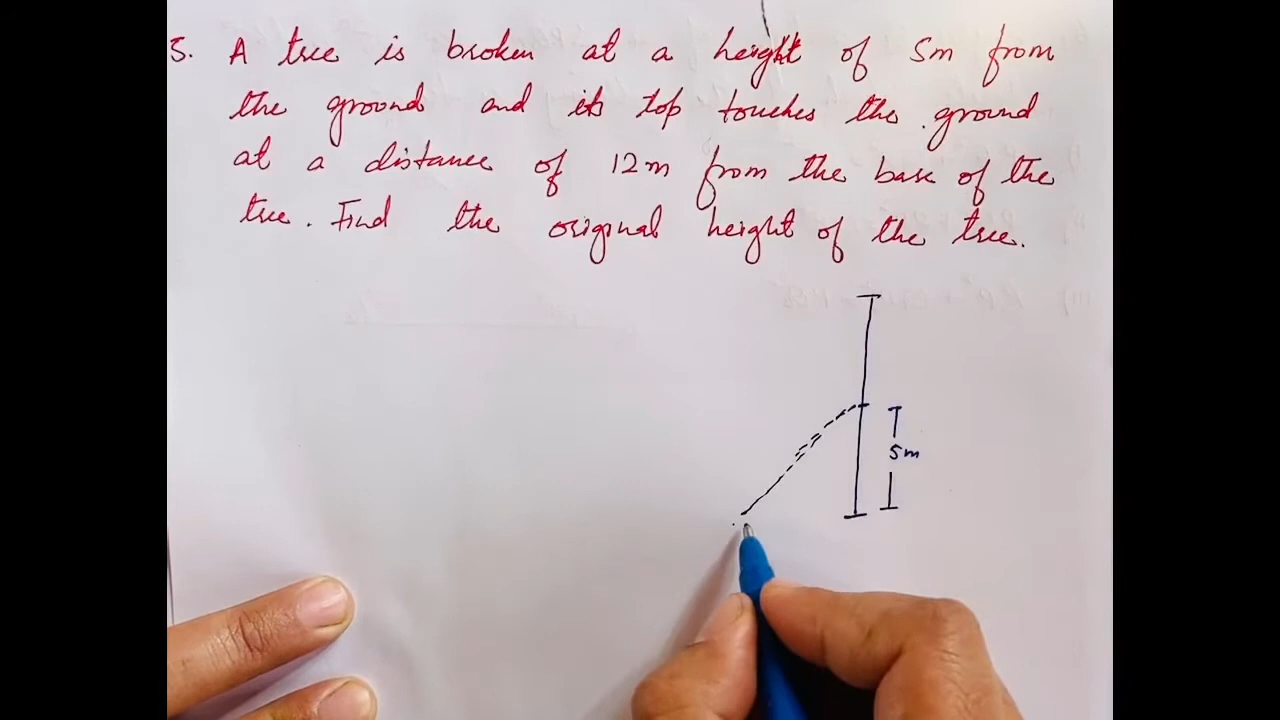 5. A tree is broken at a height of 5m from
the ground and its top touches the ground
at a distance of 12m from the base of the
tree. Find the original height of the tree.
5m